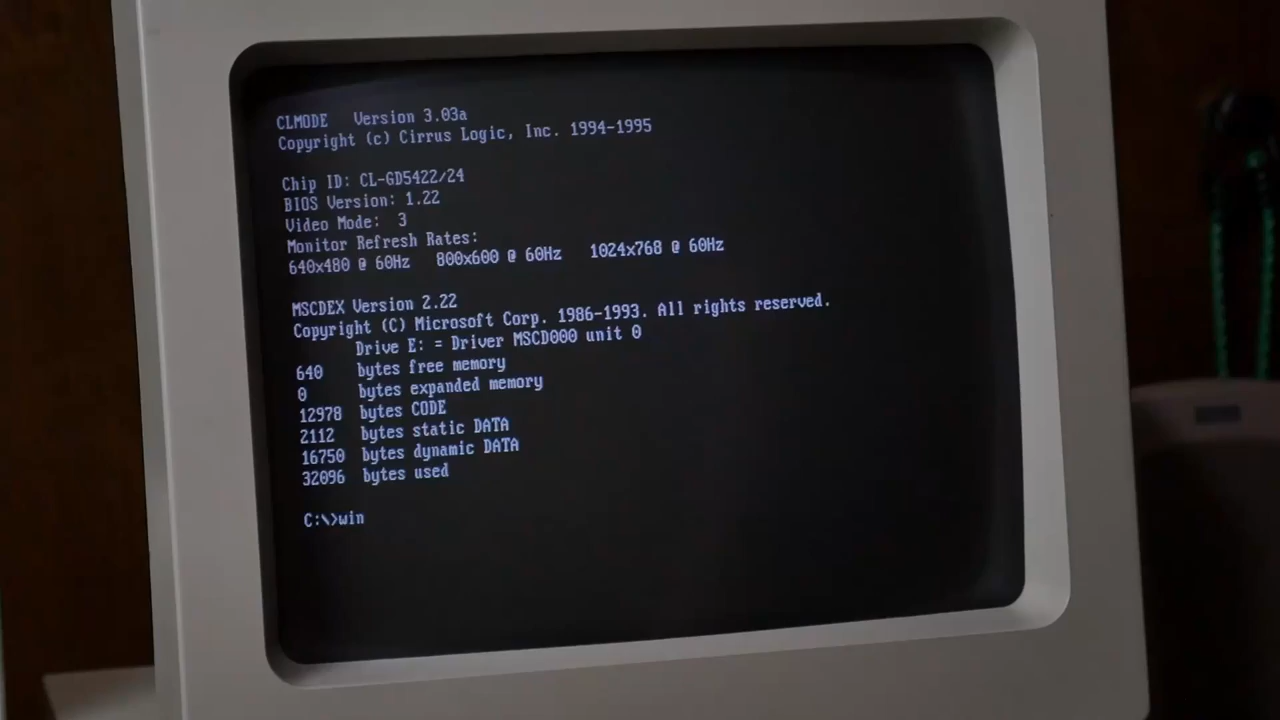 CLMODE   Version 3.03a
Copyright (c) Cirrus Logic, Inc. 1994-1995
Chip ID: CL-GD5422/24
BIOS Version: 1.22
Video Mode:  3
Monitor Refresh Rates:
640x480 @ 60Hz   800x600 @ 60Hz   1024x768 @ 60Hz
MSCDEX Version 2.22
Copyright (C) Microsoft Corp. 1986-1993. All rights reserved.
Drive E: = Driver MSCD000 unit 0
640    bytes free memory
0      bytes expanded memory
12978  bytes CODE
2112   bytes static DATA
16750  bytes dynamic DATA
32096  bytes used
C:\>win